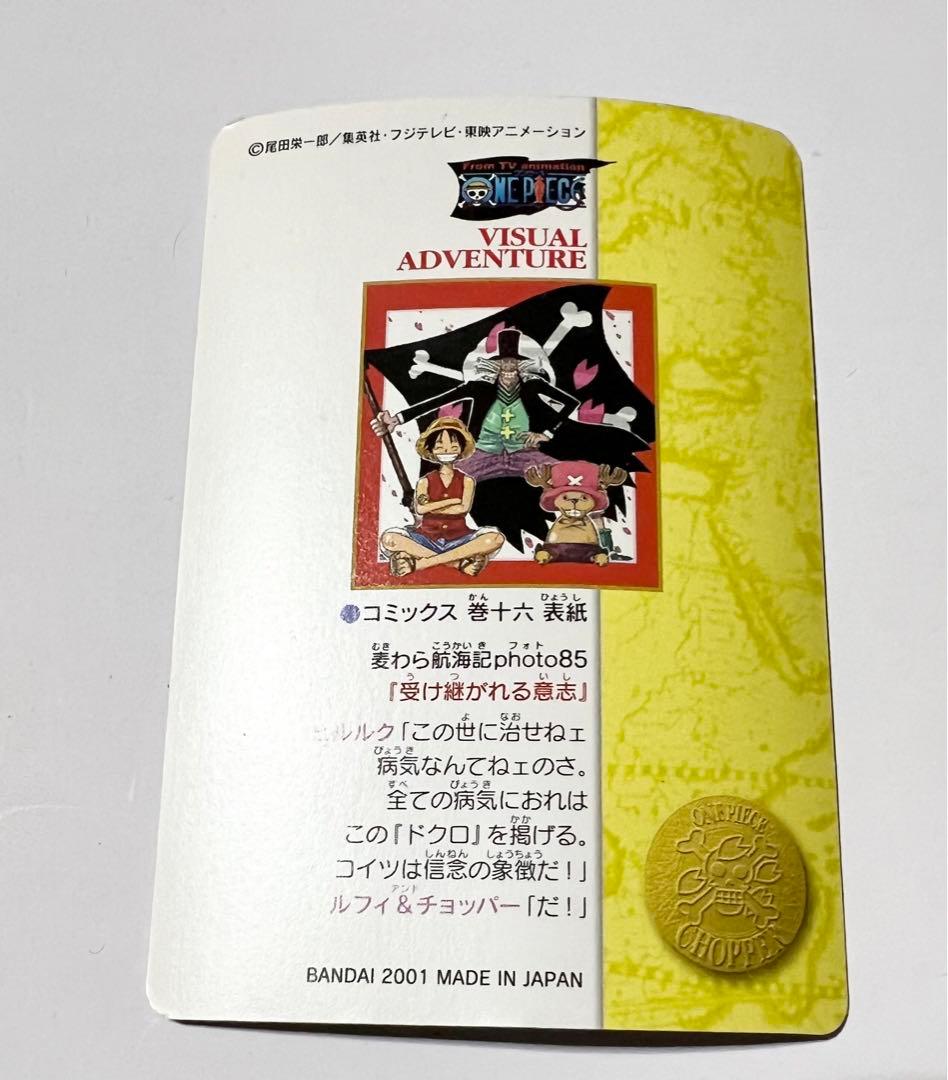 ©尾田栄一郎/集英社・フジテレビ・東映アニメーション
From TV animation
ONE PIECE
VISUAL
ADVENTURE
コミックス 巻十六 表紙
麦わら航海記photo85
『受け継がれる意志』
ヒルルク「この世に治せねェ
病気なんてねェのさ。
全ての病気におれは
この『ドクロ』を掲げる。
コイツは信念の象徴だ!」
ルフィ&チョッパー「だ!」
BANDAI 2001 MADE IN JAPAN
ONE PIECE
CHOPPER